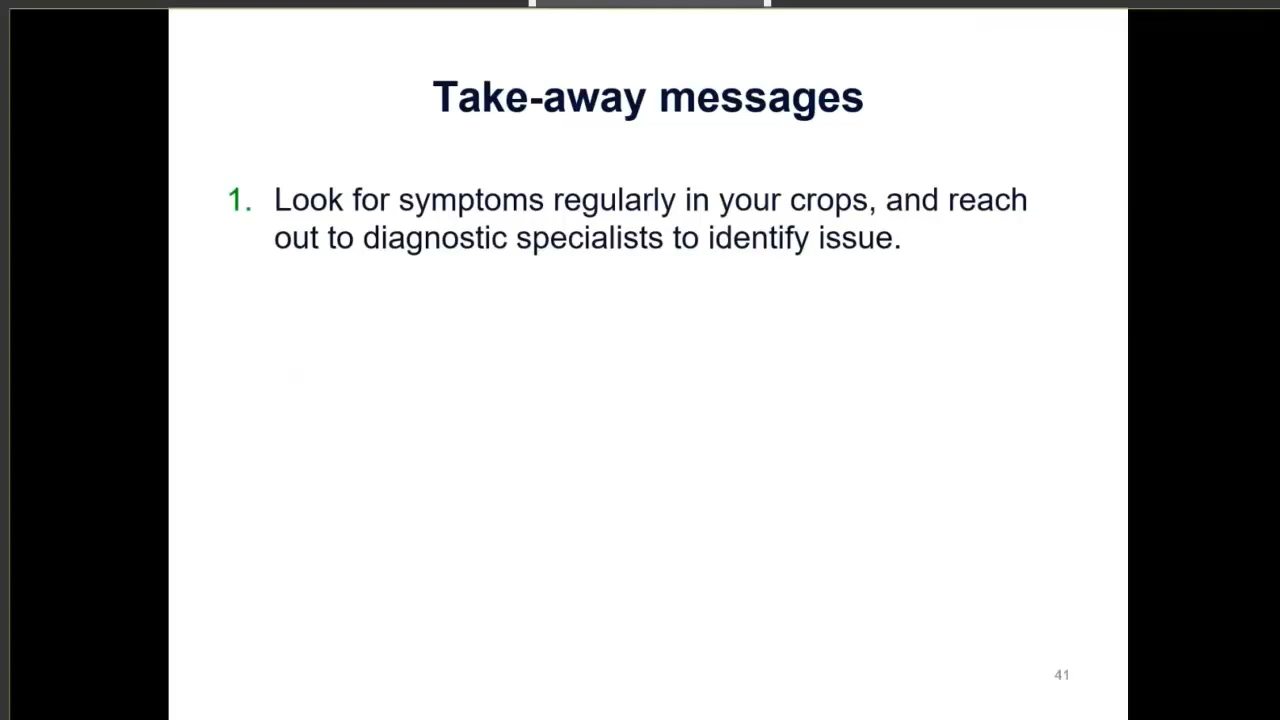 Take-away messages
1. Look for symptoms regularly in your crops, and reach
out to diagnostic specialists to identify issue.
41